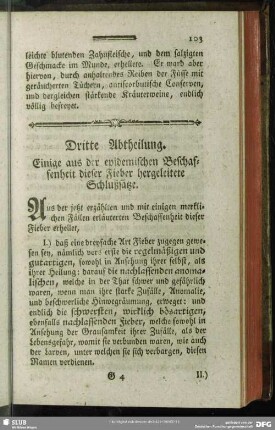 103
leichte blutenden Zahnfleische, und dem salzigten
Geschmacke im Munde, erhellete. Er ward aber
hiervon, durch anhaltendes Reiben der Füsse mit
geräucherten Tüchern, antiscorbutische Conserven,
und dergleichen stärkende Kräuterweine, endlich
völlig befreyet.
Dritte Abtheilung.
Einige aus der epidemischen Beschaf-
fenheit dieser Fieber hergeleitete
Schlußsätze.
Aus der jetzt erzählten und mit einigen merkli-
chen Fällen erläuterten Beschaffenheit dieser
Fieber erhellet,
I.) daß eine dreyfache Art Fieber zugegen gewe-
sen, nämlich vors erste die regelmäßigen und
gutartigen, sowohl in Ansehung ihrer selbst, als
ihrer Heilung: darauf die nachlassenden anoma-
lischen, welche in der That schwer und gefährlich
waren, wenn man ihre starke Zufälle, Anomalie,
und beschwerliche Hinwegräumung, erweget: und
endlich die schwersten, wirklich bösartigen,
ebenfalls nachlassenden Fieber, welche sowohl in
Ansehung der Grausamkeit ihrer Zufälle, als der
Lebensgefahr, womit sie verbunden waren, wie auch
der Larven, unter welchen sie sich verbargen, diesen
Namen verdienen.
G 4
II.)
SLUB
DFG